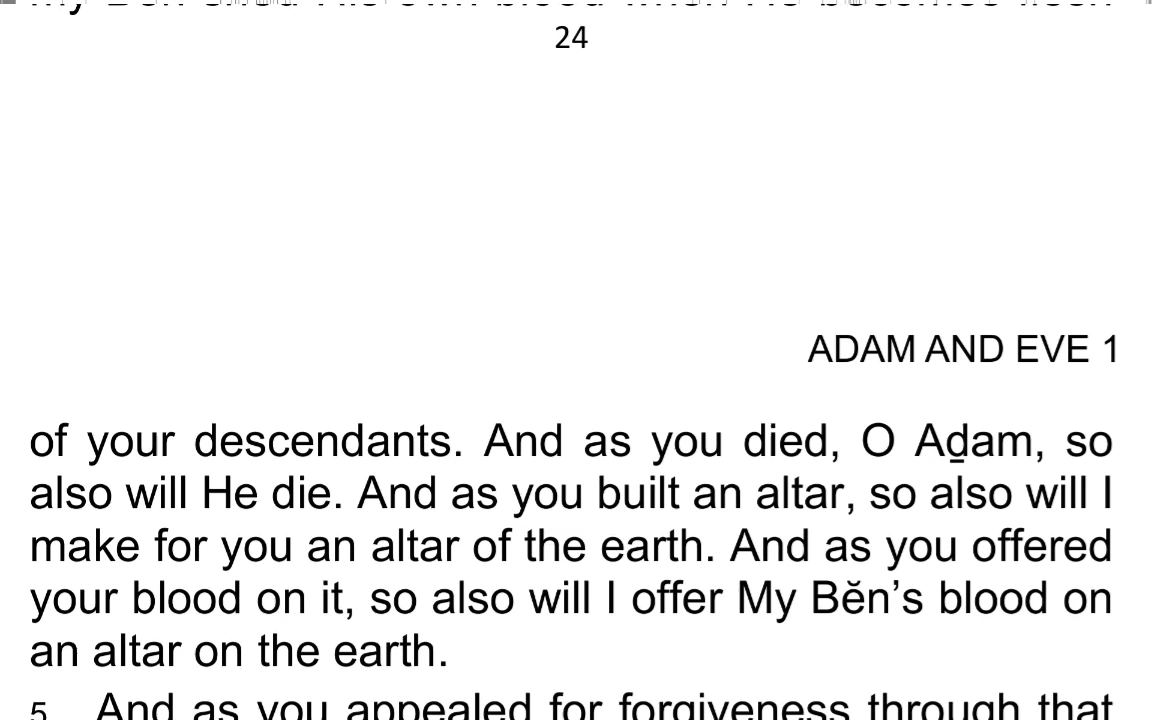 24
ADAM AND EVE 1
of your descendants. And as you died, O Aḏam, so
also will He die. And as you built an altar, so also will I
make for you an altar of the earth. And as you offered
your blood on it, so also will I offer My Bĕn’s blood on
an altar on the earth.
5 And as you appealed for forgiveness through that